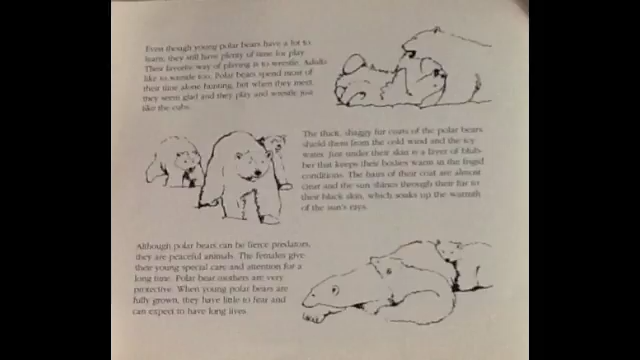 Even though young polar bears have a lot to
learn, they still have plenty of time for play.
Their favorite way of playing is to wrestle. Adults
like to wrestle too. Polar bears spend most of
their time alone hunting, but when they meet,
they seem glad and they play and wrestle just
like the cubs.
The thick, shaggy fur coats of the polar bears
shield them from the cold wind and the icy
water. Just under their skin is a layer of blub-
ber that keeps their bodies warm in the frigid
conditions. The hairs of their coat are almost
clear and the sun shines through their fur to
their black skin, which soaks up the warmth
of the sun's rays.
Although polar bears can be fierce predators,
they are peaceful animals. The females give
their young special care and attention for a
long time. Polar bear mothers are very
protective. When young polar bears are
fully grown, they have little to fear and
can expect to have long lives.